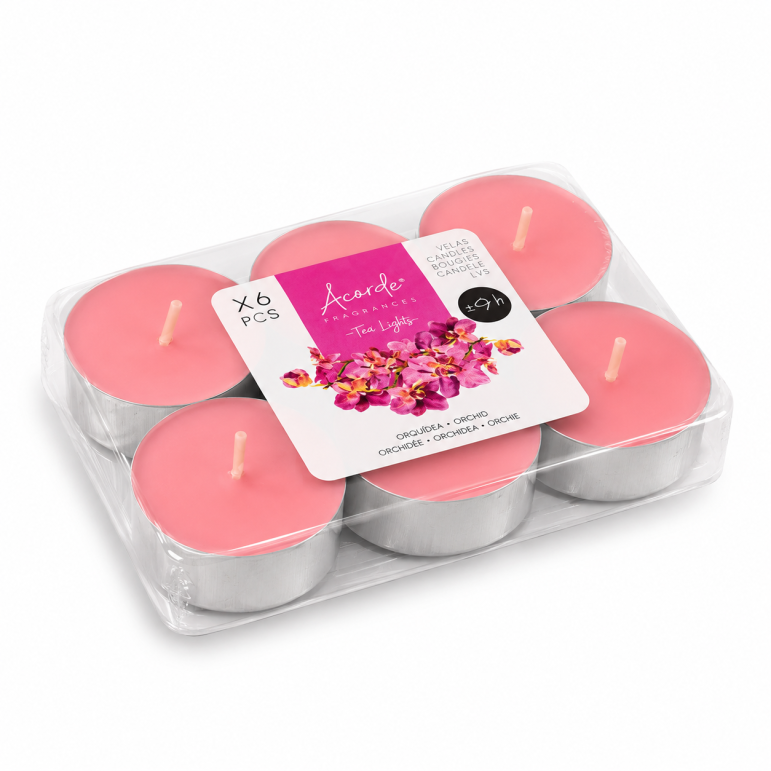 X6
PCS
Acorde®
FRAGRANCES
-Tea Lights-
VELAS
CANDLES
BOUGIES
CANDELE
LVS
±9h
ORQUÍDEA • ORCHID
ORCHIDÉE • ORCHIDEA • ORCHIE